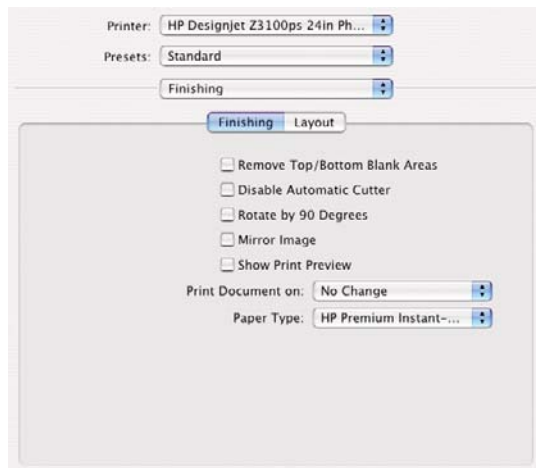 Printer: HP Designjet Z3100ps 24in Ph...
Presets: Standard
Finishing
Finishing Layout
Remove Top/Bottom Blank Areas
Disable Automatic Cutter
Rotate by 90 Degrees
Mirror Image
Show Print Preview
Print Document on: No Change
Paper Type: HP Premium Instant-...